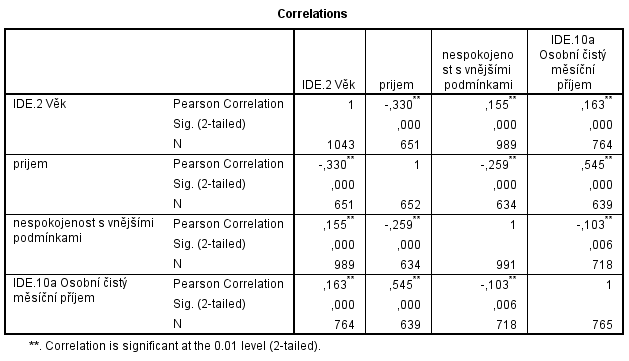 Correlations
IDE.2 Věk prijem nespokojeno st s vnějšími podmínkami IDE.10a Osobní čistý měsíční příjem
IDE.2 Věk Pearson Correlation 1 -,330** ,155** ,163**
Sig. (2-tailed) ,000 ,000 ,000
N 1043 651 989 764
prijem Pearson Correlation -,330** 1 -,259** ,545**
Sig. (2-tailed) ,000 ,000 ,000
N 651 652 634 639
nespokojenost s vnějšími podmínkami Pearson Correlation ,155** -,259** 1 -,103**
Sig. (2-tailed) ,000 ,000 ,006
N 989 634 991 718
IDE.10a Osobní čistý měsíční příjem Pearson Correlation ,163** ,545** -,103** 1
Sig. (2-tailed) ,000 ,000 ,006
N 764 639 718 765
**. Correlation is significant at the 0.01 level (2-tailed).